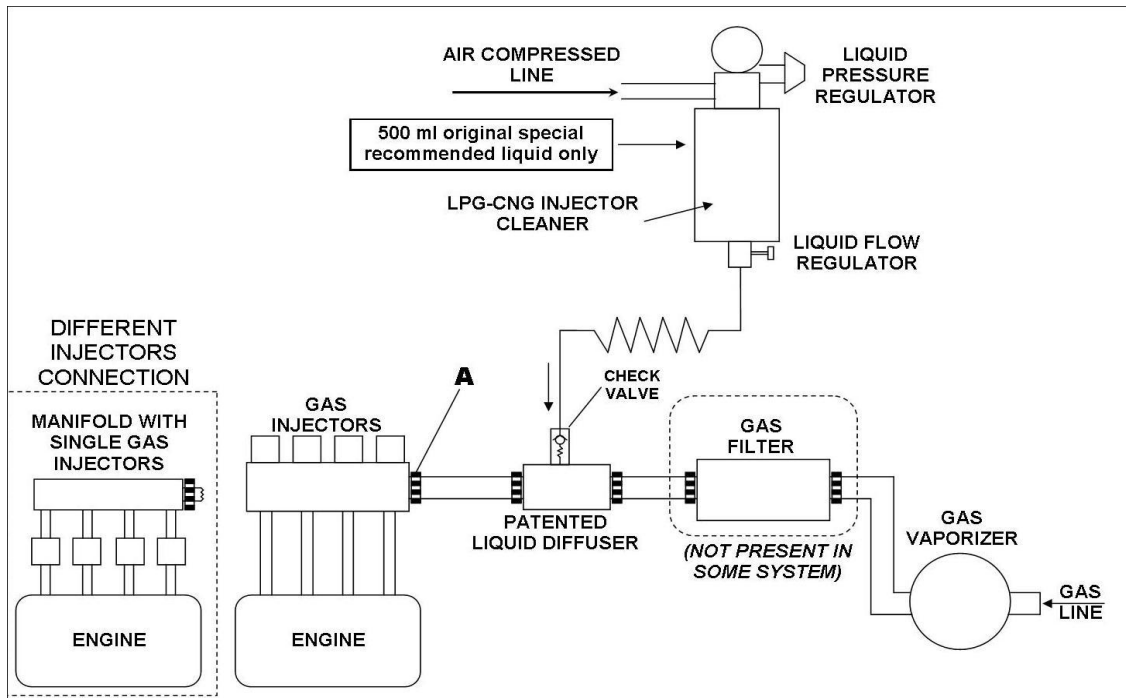 AIR COMPRESSED
LINE
LIQUID
PRESSURE
REGULATOR
500 ml original special
recommended liquid only
LPG-CNG INJECTOR
CLEANER
LIQUID FLOW
REGULATOR
DIFFERENT
INJECTORS
CONNECTION
MANIFOLD WITH
SINGLE GAS
INJECTORS
ENGINE
GAS
INJECTORS
A
ENGINE
CHECK
VALVE
PATENTED
LIQUID DIFFUSER
GAS
FILTER
(NOT PRESENT IN
SOME SYSTEM)
GAS
VAPORIZER
GAS
LINE